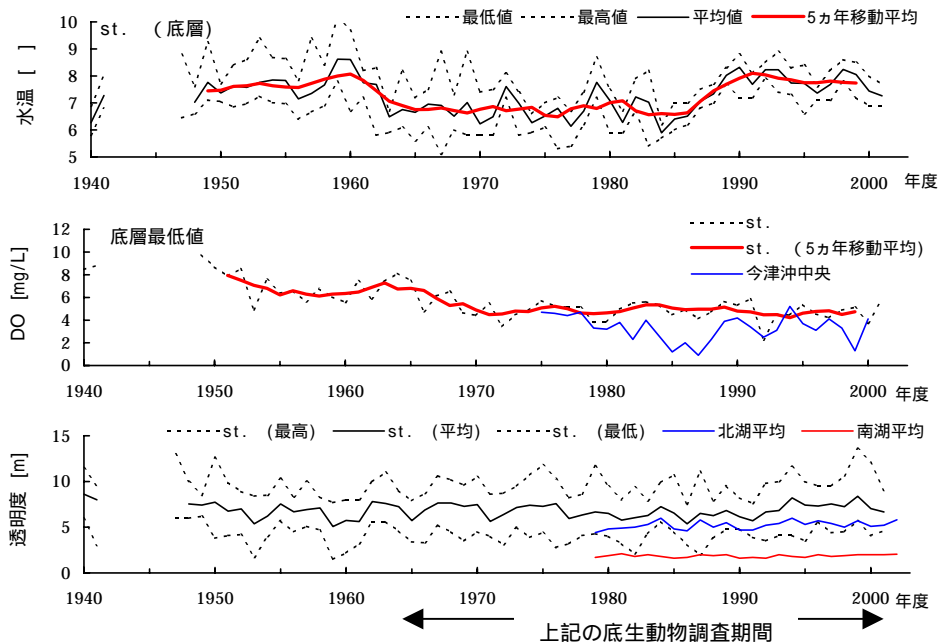 st. (底層)
最低値 最高値 平均値 5ヵ年移動平均
水温 [ ]
10
9
8
7
6
5
1940 1950 1960 1970 1980 1990 2000 年度
底層最低値
st.
st. (5ヵ年移動平均)
今津沖中央
DO [mg/L]
12
10
8
6
4
2
0
1940 1950 1960 1970 1980 1990 2000 年度
st. (最高) st. (平均) st. (最低) 北湖平均 南湖平均
透明度 [m]
15
10
5
0
1940 1950 1960 1970 1980 1990 2000 年度
上記の底生動物調査期間